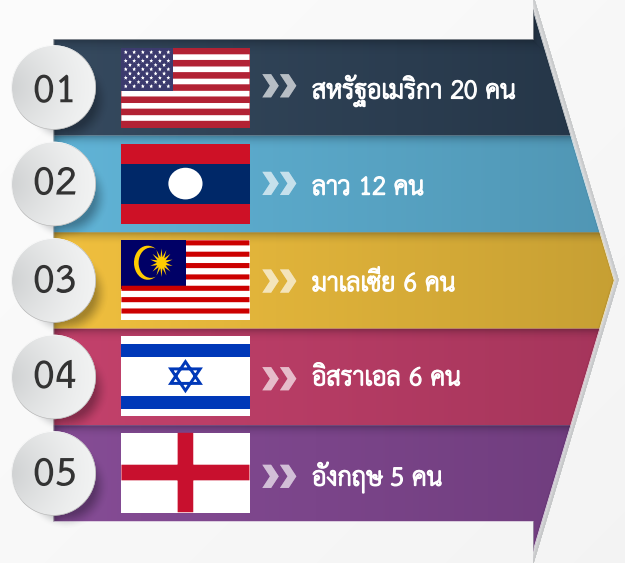 01
สหรัฐอเมริกา 20 คน
02
ลาว 12 คน
03
มาเลเซีย 6 คน
04
อิสราเอล 6 คน
05
อังกฤษ 5 คน